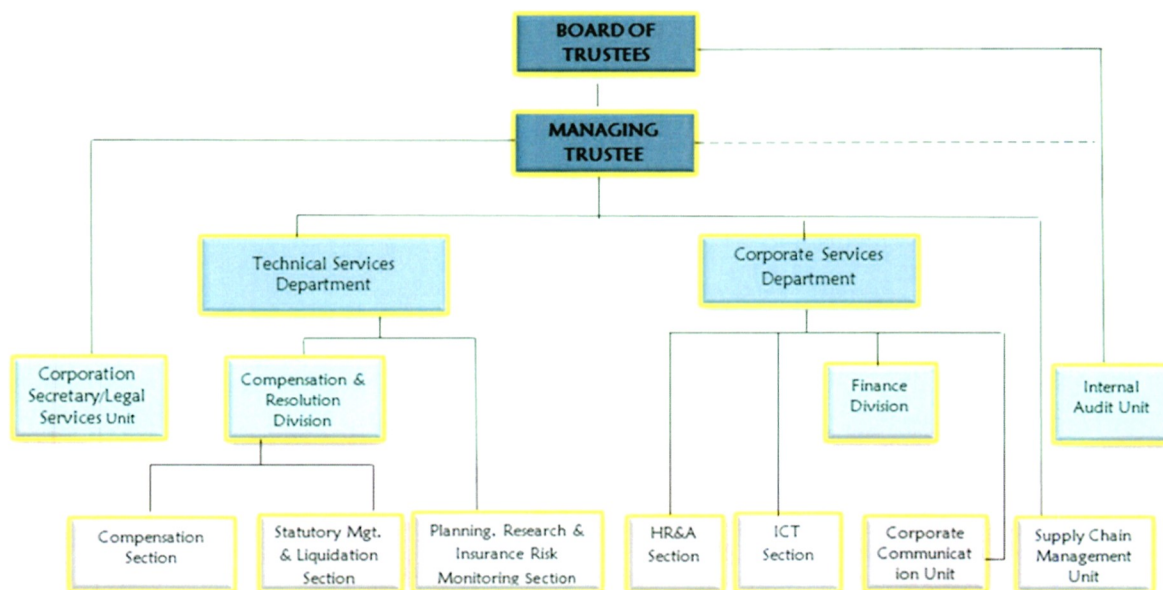 BOARD OF
TRUSTEES
MANAGING
TRUSTEE
Technical Services
Department
Corporate Services
Department
Corporation
Secretary/Legal
Services Unit
Compensation &
Resolution
Division
Finance
Division
Internal
Audit Unit
Compensation
Section
Statutory Mgt.
& Liquidation
Section
Planning, Research &
Insurance Risk
Monitoring Section
HR&A
Section
ICT
Section
Corporate
Communicat
ion Unit
Supply Chain
Management
Unit